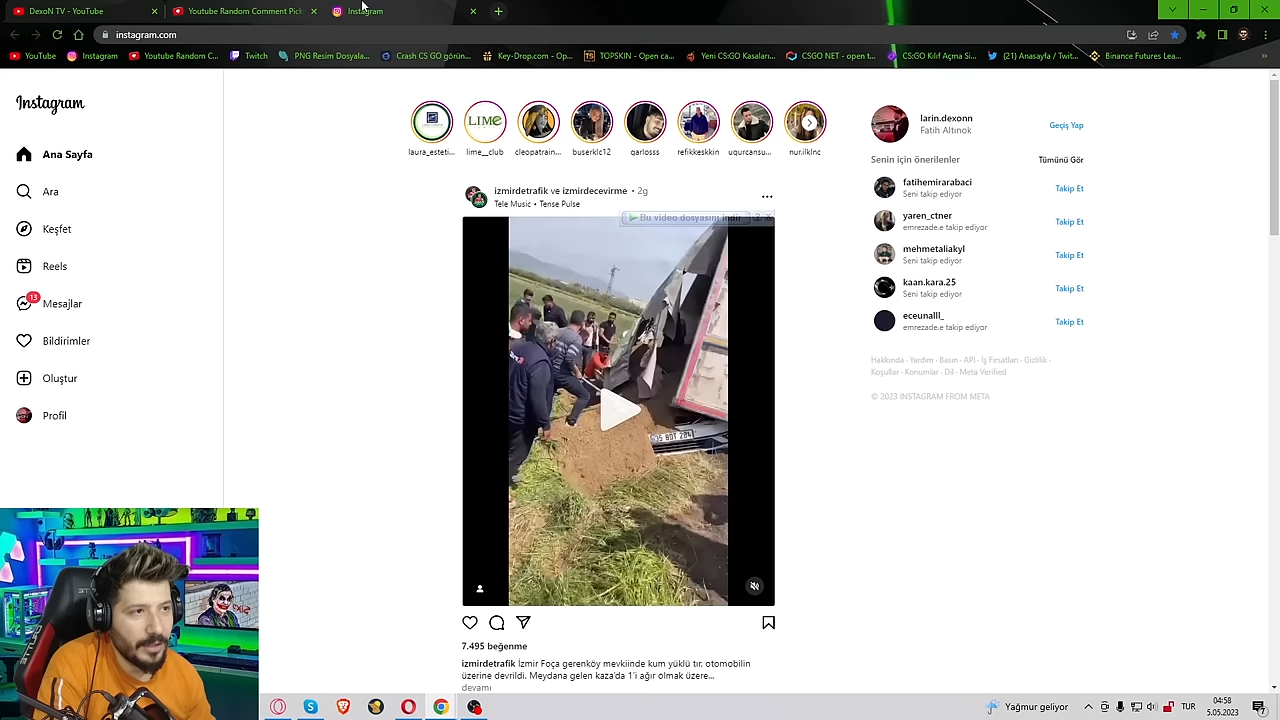 DexoN TV - YouTube
Youtube Random Comment Pick
Instagram
instagram.com
YouTube
Instagram
Youtube Random C...
Twitch
PNG Resim Dosyala...
Crash CS GO görün...
Key-Drop.com - Op...
TOPSKIN - Open ca...
Yeni CS:GO Kasaları...
CSGO NET - open t...
CS:GO Kılıf Açma Si...
(21) Anasayfa / Twit...
Binance Futures Lea...
Instagram
Ana Sayfa
Ara
Keşfet
Reels
13
Mesajlar
Bildirimler
Oluştur
Profil
LIME
laura_esteti...
lime__club
cleopatrain...
buserklc12
qarlosss
refikkeskkin
uqurcansu...
nur.ilklnc
izmirdetrafik ve izmirdecevirme • 2g
Tele Music • Tense Pulse
Bu video dosyasını indir
? X
7.495 beğenme
izmirdetrafik İzmir Foça gerenköy mevkiinde kum yüklü tır, otomobilin
üzerine devrildi. Meydana gelen kaza'da 1'i ağır olmak üzere...
devamı
larin.dexonn
Fatih Altınok
Geçiş Yap
Senin için önerilenler
Tümünü Gör
fatihemirarabaci
Seni takip ediyor
Takip Et
yaren_ctner
emrezade.e takip ediyor
Takip Et
mehmetaliakyl
Seni takip ediyor
Takip Et
kaan.kara.25
Seni takip ediyor
Takip Et
eceunalll_
emrezade.e takip ediyor
Takip Et
Hakkında · Yardım · Basın · API · İş Fırsatları · Gizlilik ·
Koşullar · Konumlar · Dil · Meta Verified
© 2023 INSTAGRAM FROM META
Yağmur geliyor
TUR
04:58
5.05.2023